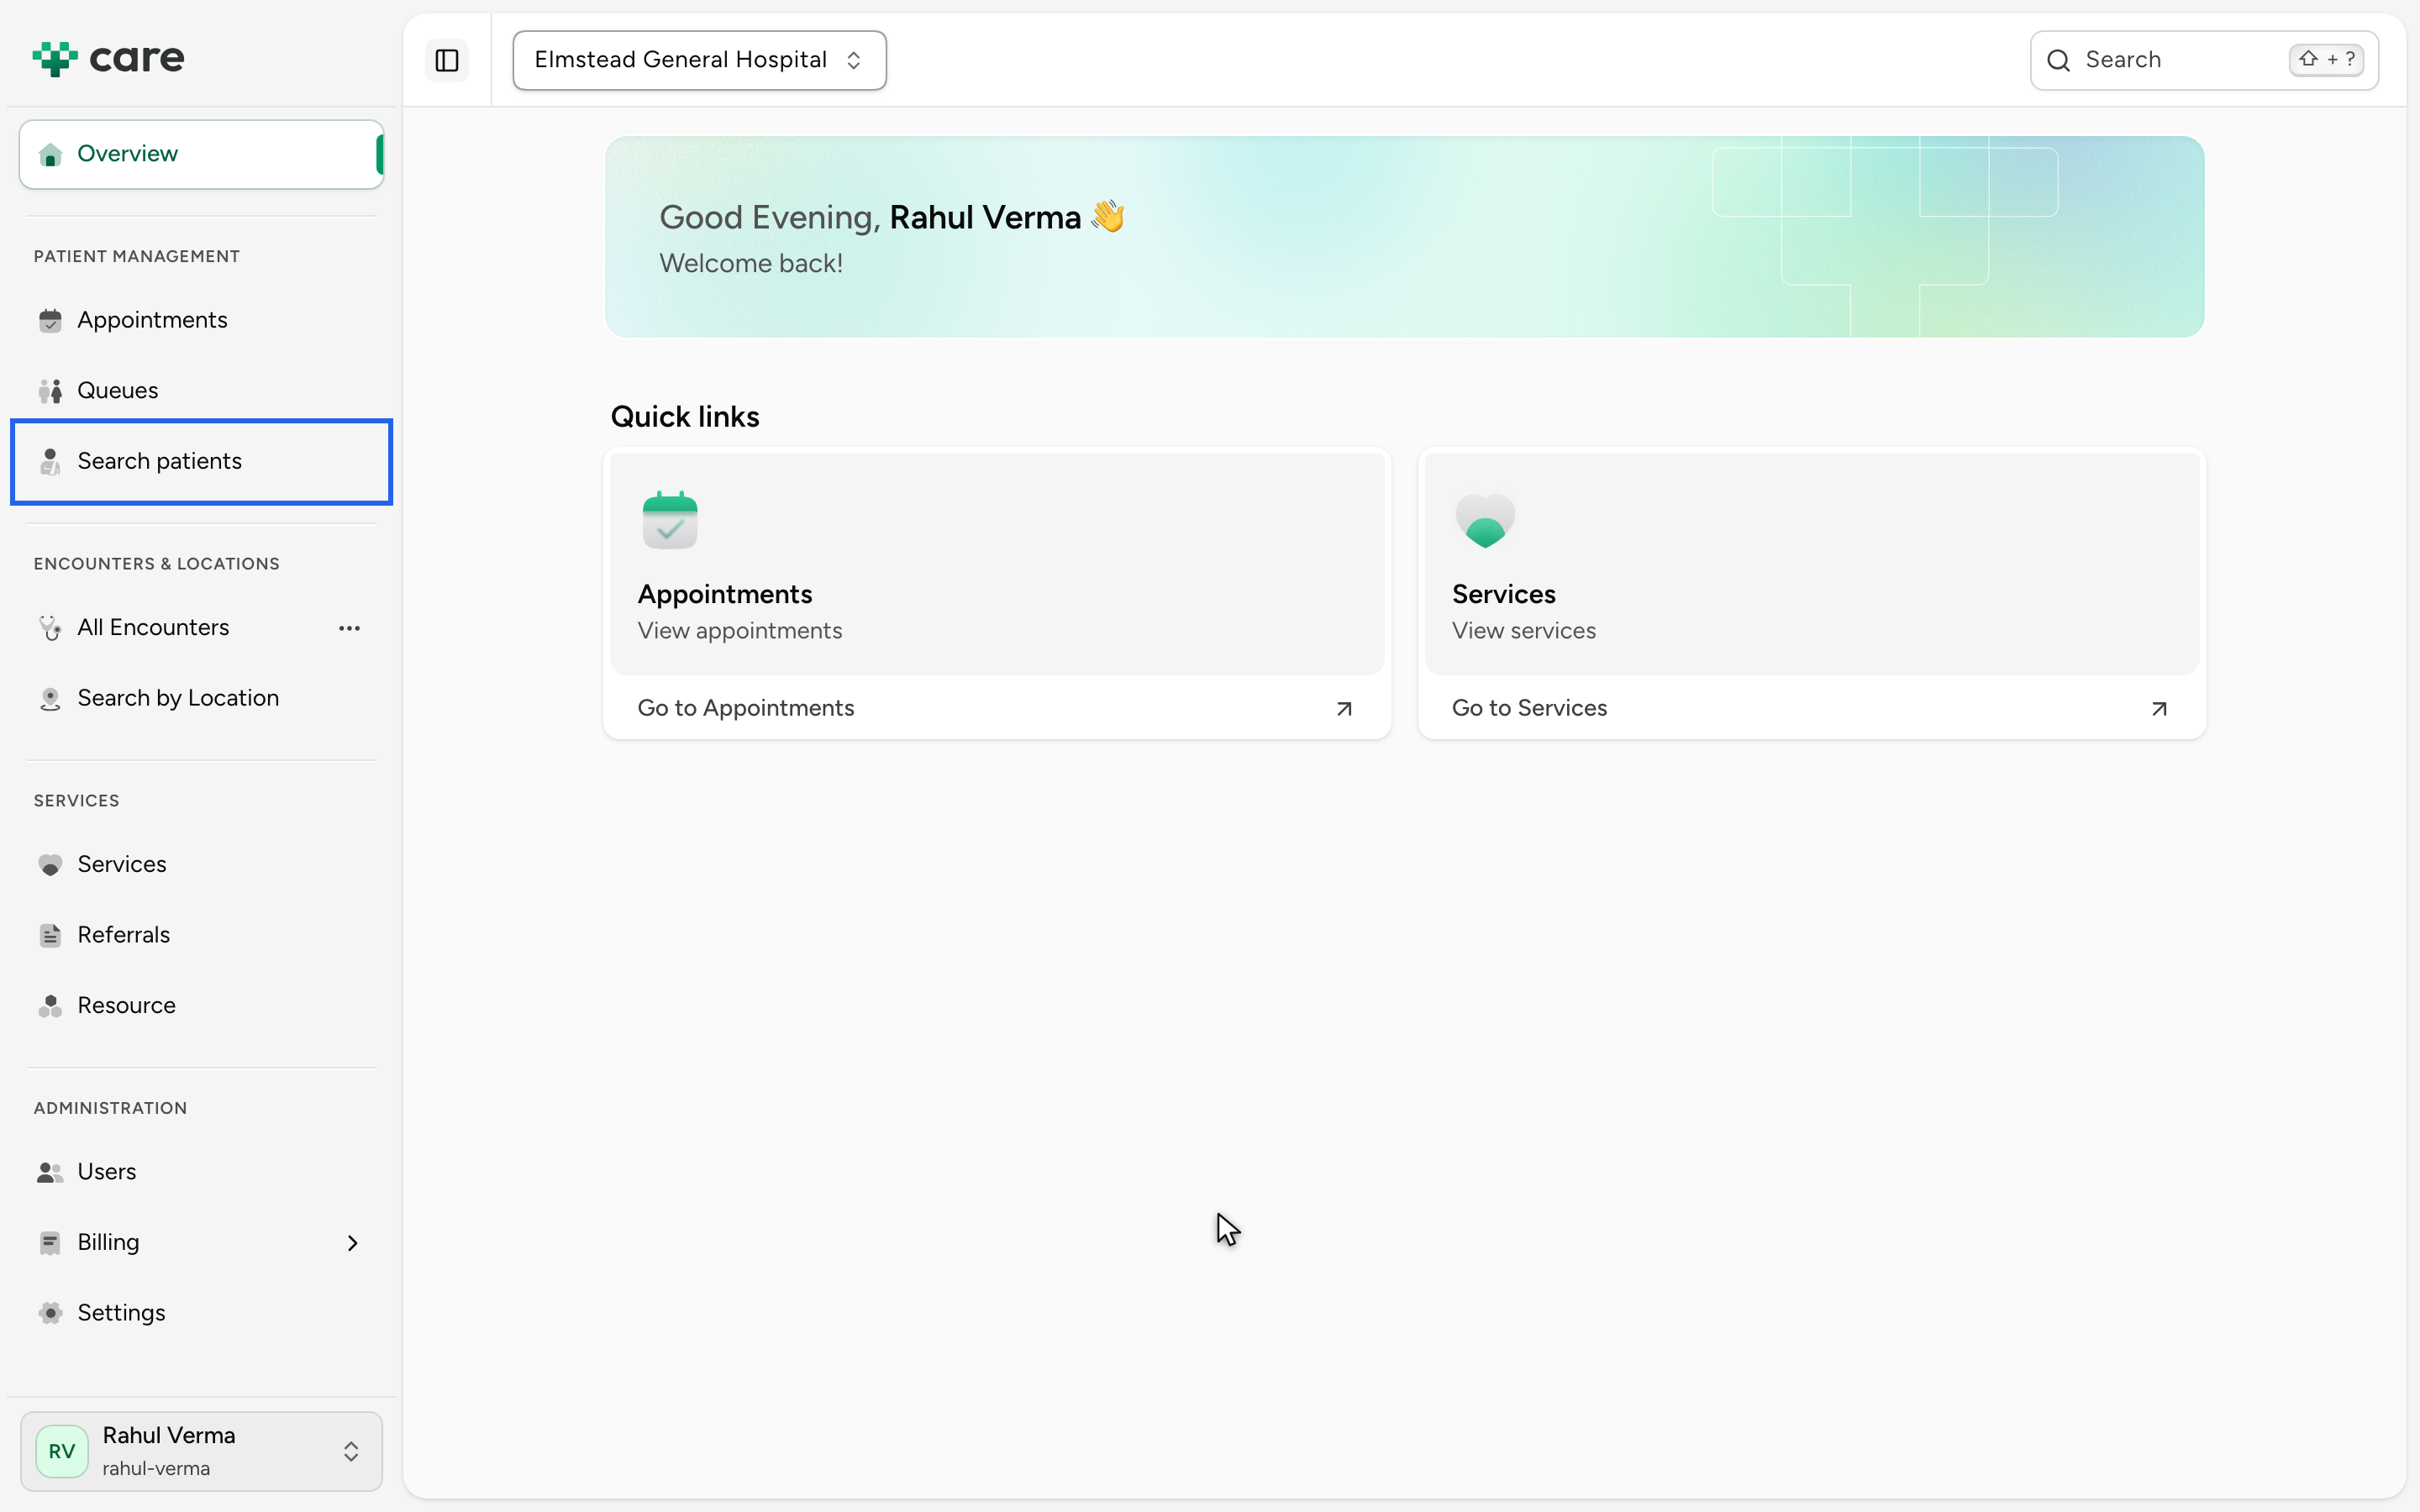 care
Overview
PATIENT MANAGEMENT
Appointments
Queues
Search patients
ENCOUNTERS & LOCATIONS
All Encounters
Search by Location
SERVICES
Services
Referrals
Resource
ADMINISTRATION
Users
Billing
Settings
RV
Rahul Verma
rahul-verma
Elmstead General Hospital
Search
⇧ + ?
Good Evening, Rahul Verma 👋
Welcome back!
Quick links
Appointments
View appointments
Go to Appointments
Services
View services
Go to Services